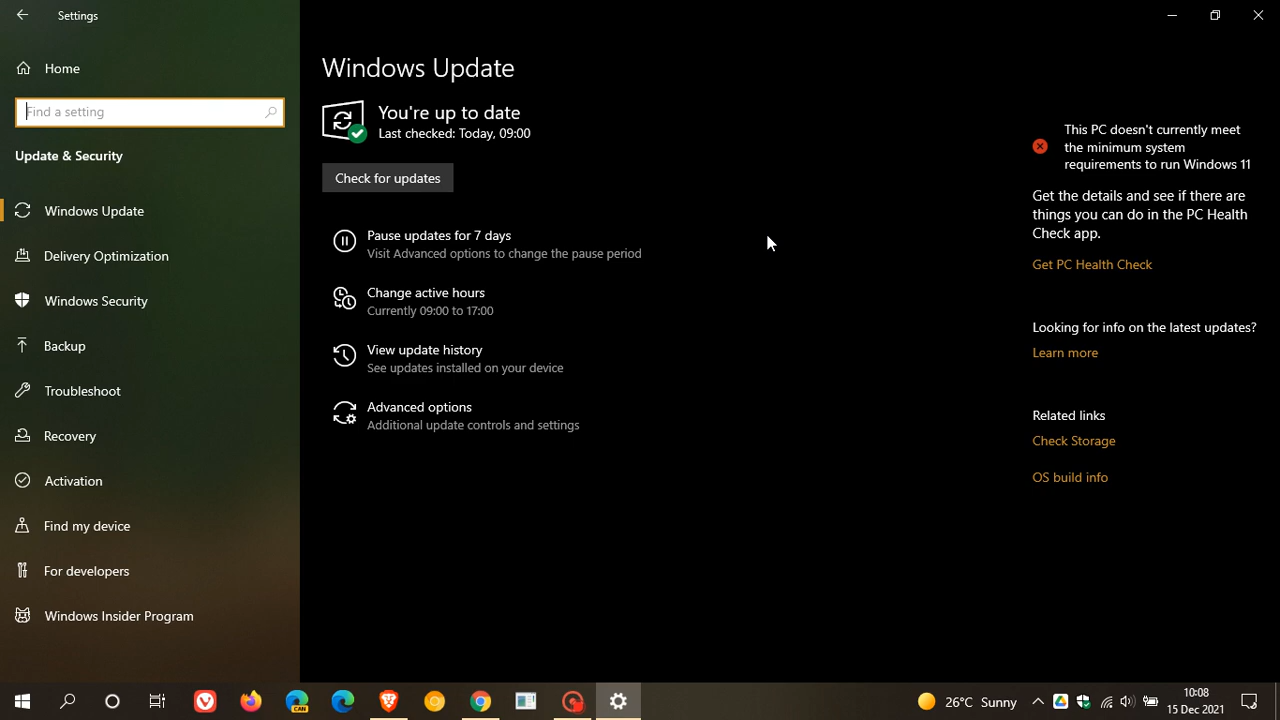 Settings
Home
Find a setting
Update & Security
Windows Update
Delivery Optimization
Windows Security
Backup
Troubleshoot
Recovery
Activation
Find my device
For developers
Windows Insider Program
Windows Update
You're up to date
Last checked: Today, 09:00
Check for updates
Pause updates for 7 days
Visit Advanced options to change the pause period
Change active hours
Currently 09:00 to 17:00
View update history
See updates installed on your device
Advanced options
Additional update controls and settings
This PC doesn't currently meet
the minimum system
requirements to run Windows 11
Get the details and see if there are
things you can do in the PC Health
Check app.
Get PC Health Check
Looking for info on the latest updates?
Learn more
Related links
Check Storage
OS build info
CAN
26°C Sunny
10:08
15 Dec 2021